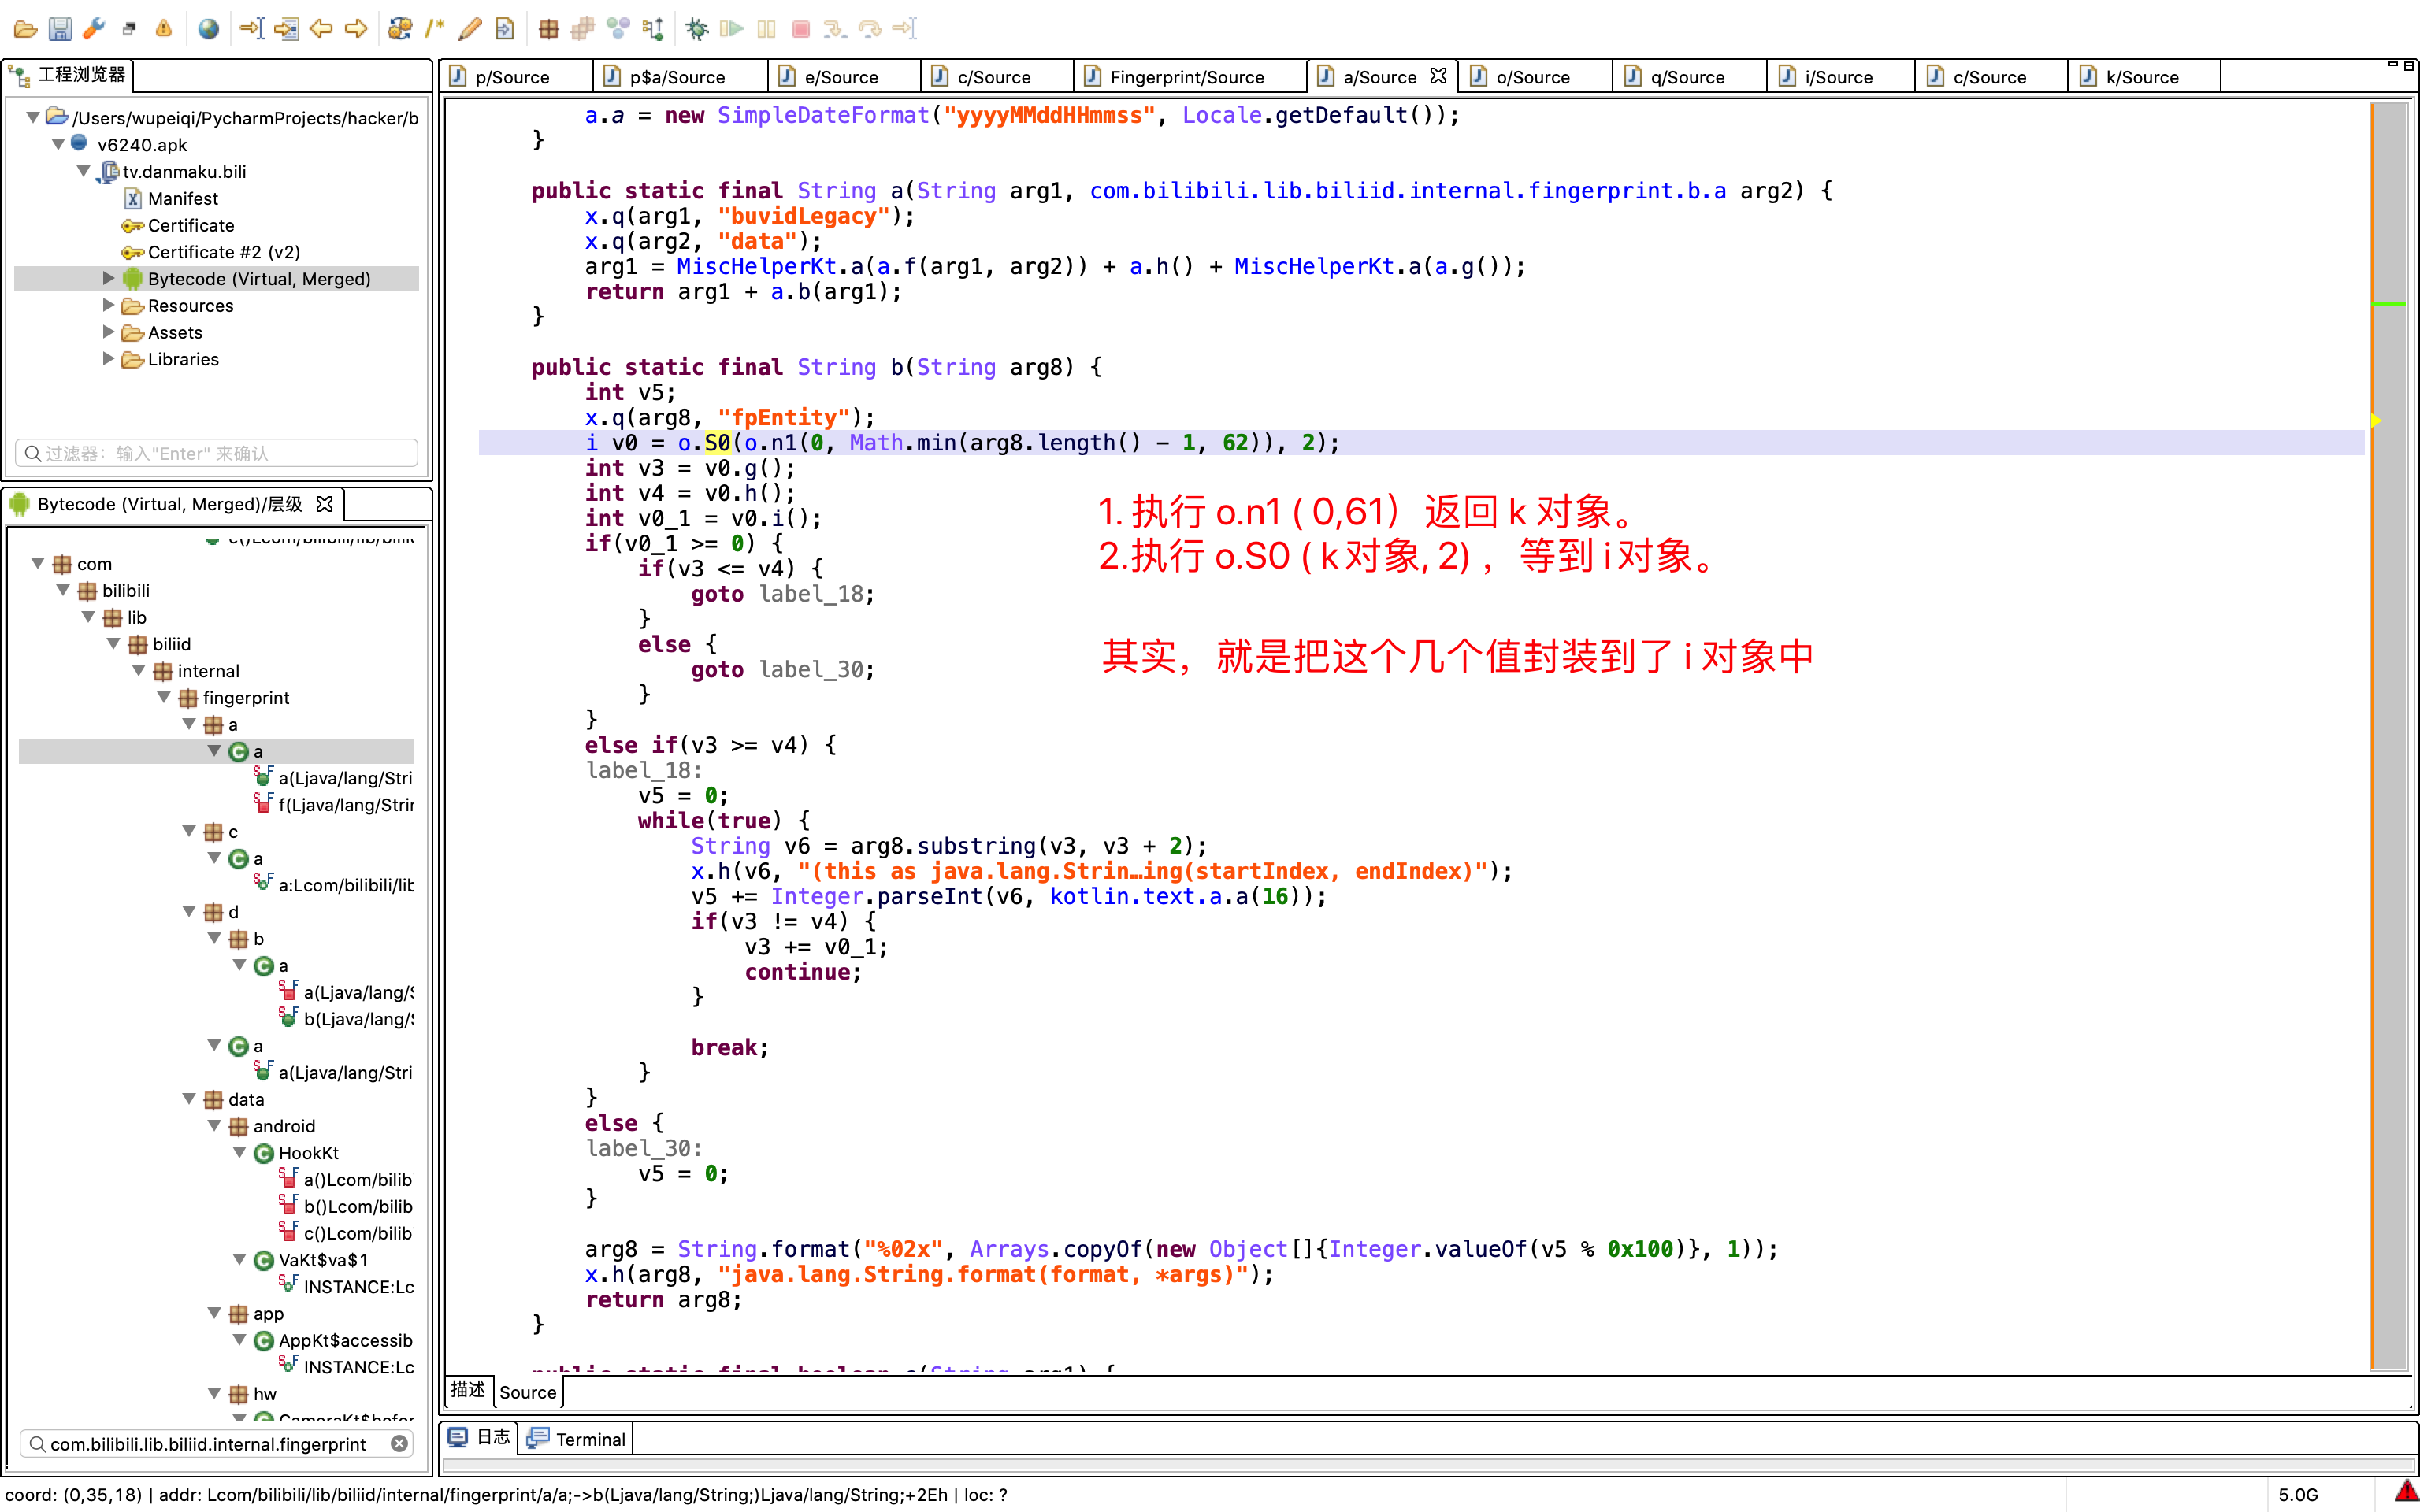 工程浏览器
/Users/wupeiqi/PycharmProjects/hacker/b
v6240.apk
tv.danmaku.bili
Manifest
Certificate
Certificate #2 (v2)
Bytecode (Virtual, Merged)
Resources
Assets
Libraries
过滤器：输入"Enter" 来确认
Bytecode (Virtual, Merged)/层级
com
bilibili
lib
biliid
internal
fingerprint
a
a
a(Ljava/lang/Stri
f(Ljava/lang/Strir
c
a
a:Lcom/bilibili/lib
d
b
a
a(Ljava/lang/S
b(Ljava/lang/S
a
a(Ljava/lang/Stri
data
android
HookKt
a()Lcom/bilibi
b()Lcom/bilib
c()Lcom/bilibi
VaKt$va$1
INSTANCE:Lc
app
AppKt$accessib
INSTANCE:Lc
hw
com.bilibili.lib.biliid.internal.fingerprint
p/Source
p$a/Source
e/Source
c/Source
Fingerprint/Source
a/Source
o/Source
q/Source
i/Source
c/Source
k/Source
a.a = new SimpleDateFormat("yyyyMMddHHmmss", Locale.getDefault());
}
public static final String a(String arg1, com.bilibili.lib.biliid.internal.fingerprint.b.a arg2) {
x.q(arg1, "buvidLegacy");
x.q(arg2, "data");
arg1 = MiscHelperKt.a(a.f(arg1, arg2)) + a.h() + MiscHelperKt.a(a.g());
return arg1 + a.b(arg1);
}
public static final String b(String arg8) {
int v5;
x.q(arg8, "fpEntity");
i v0 = o.S0(o.n1(0, Math.min(arg8.length() - 1, 62)), 2);
int v3 = v0.g();
int v4 = v0.h();
int v0_1 = v0.i();
if(v0_1 >= 0) {
if(v3 <= v4) {
goto label_18;
}
else {
goto label_30;
}
}
else if(v3 >= v4) {
label_18:
v5 = 0;
while(true) {
String v6 = arg8.substring(v3, v3 + 2);
x.h(v6, "(this as java.lang.Strin…ing(startIndex, endIndex)");
v5 += Integer.parseInt(v6, kotlin.text.a.a(16));
if(v3 != v4) {
v3 += v0_1;
continue;
}
break;
}
}
else {
label_30:
v5 = 0;
}
arg8 = String.format("%02x", Arrays.copyOf(new Object[]{Integer.valueOf(v5 % 0x100)}, 1));
x.h(arg8, "java.lang.String.format(format, *args)");
return arg8;
}
1. 执行 o.n1 ( 0,61）返回 k 对象。
2.执行 o.S0 ( k 对象, 2) ，等到 i 对象。
其实，就是把这个几个值封装到了 i 对象中
描述
Source
日志
Terminal
coord: (0,35,18) | addr: Lcom/bilibili/lib/biliid/internal/fingerprint/a/a;->b(Ljava/lang/String;)Ljava/lang/String;+2Eh | loc: ?
5.0G